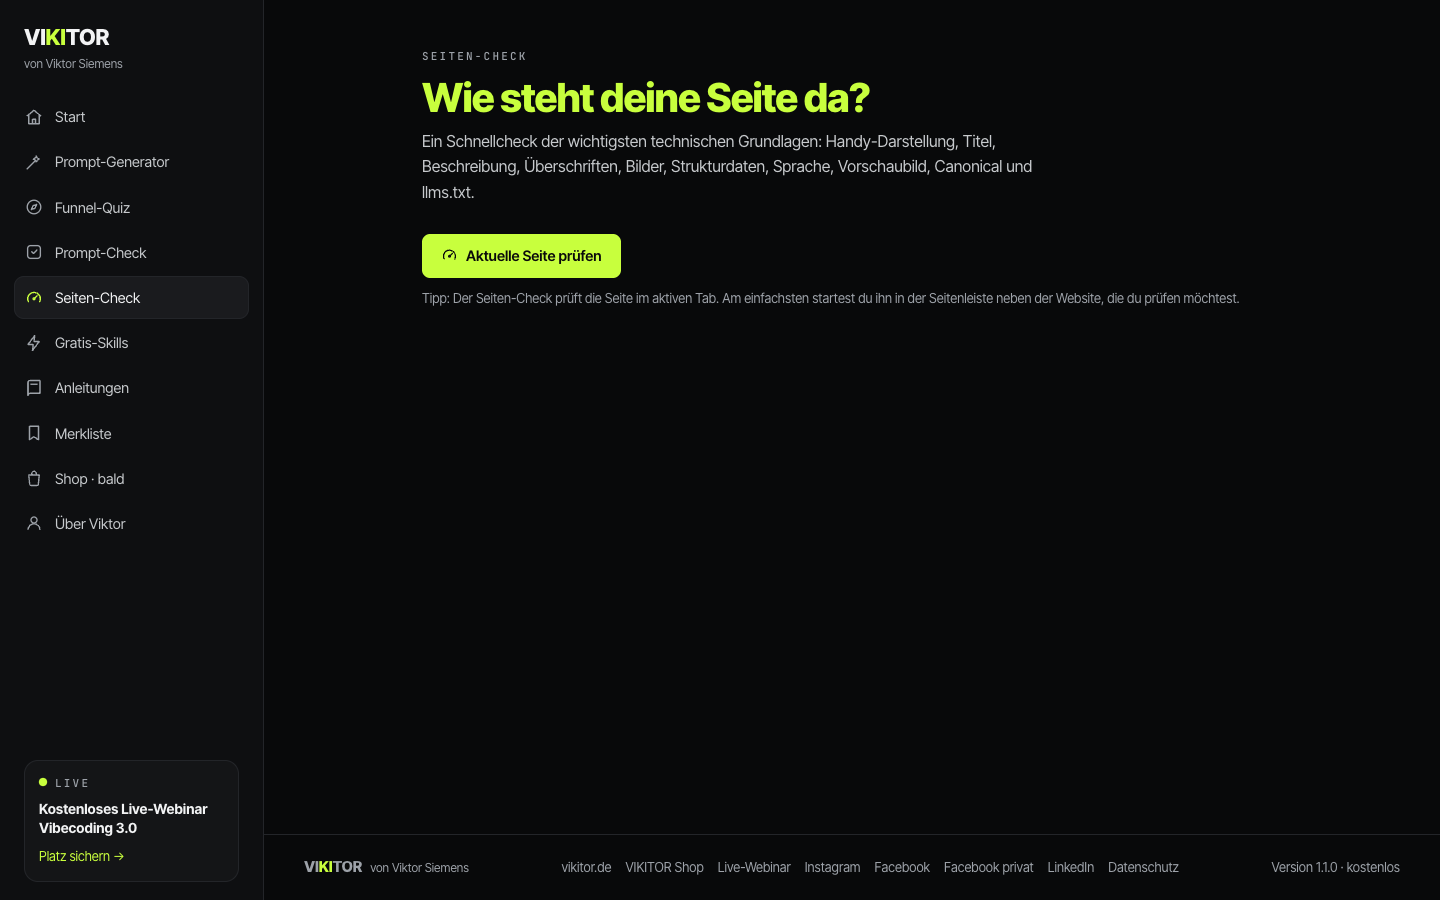 VIKITOR
von Viktor Siemens
Start
Prompt-Generator
Funnel-Quiz
Prompt-Check
Seiten-Check
Gratis-Skills
Anleitungen
Merkliste
Shop · bald
Über Viktor
LIVE
Kostenloses Live-Webinar
Vibecoding 3.0
Platz sichern →
SEITEN-CHECK
Wie steht deine Seite da?
Ein Schnellcheck der wichtigsten technischen Grundlagen: Handy-Darstellung, Titel,
Beschreibung, Überschriften, Bilder, Strukturdaten, Sprache, Vorschaubild, Canonical und
llms.txt.
Aktuelle Seite prüfen
Tipp: Der Seiten-Check prüft die Seite im aktiven Tab. Am einfachsten startest du ihn in der Seitenleiste neben der Website, die du prüfen möchtest.
VIKITOR von Viktor Siemens vikitor.de VIKITOR Shop Live-Webinar Instagram Facebook Facebook privat LinkedIn Datenschutz Version 1.1.0 · kostenlos